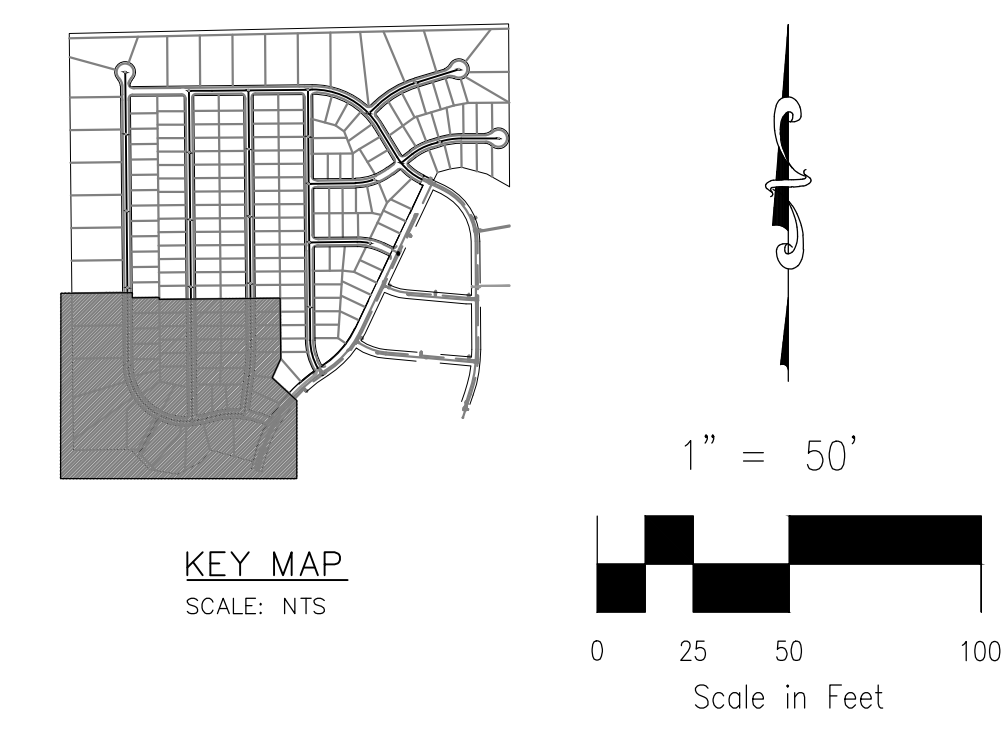 1” = 50’
KEY MAP
SCALE: NTS
0 25 50 100
Scale in Feet